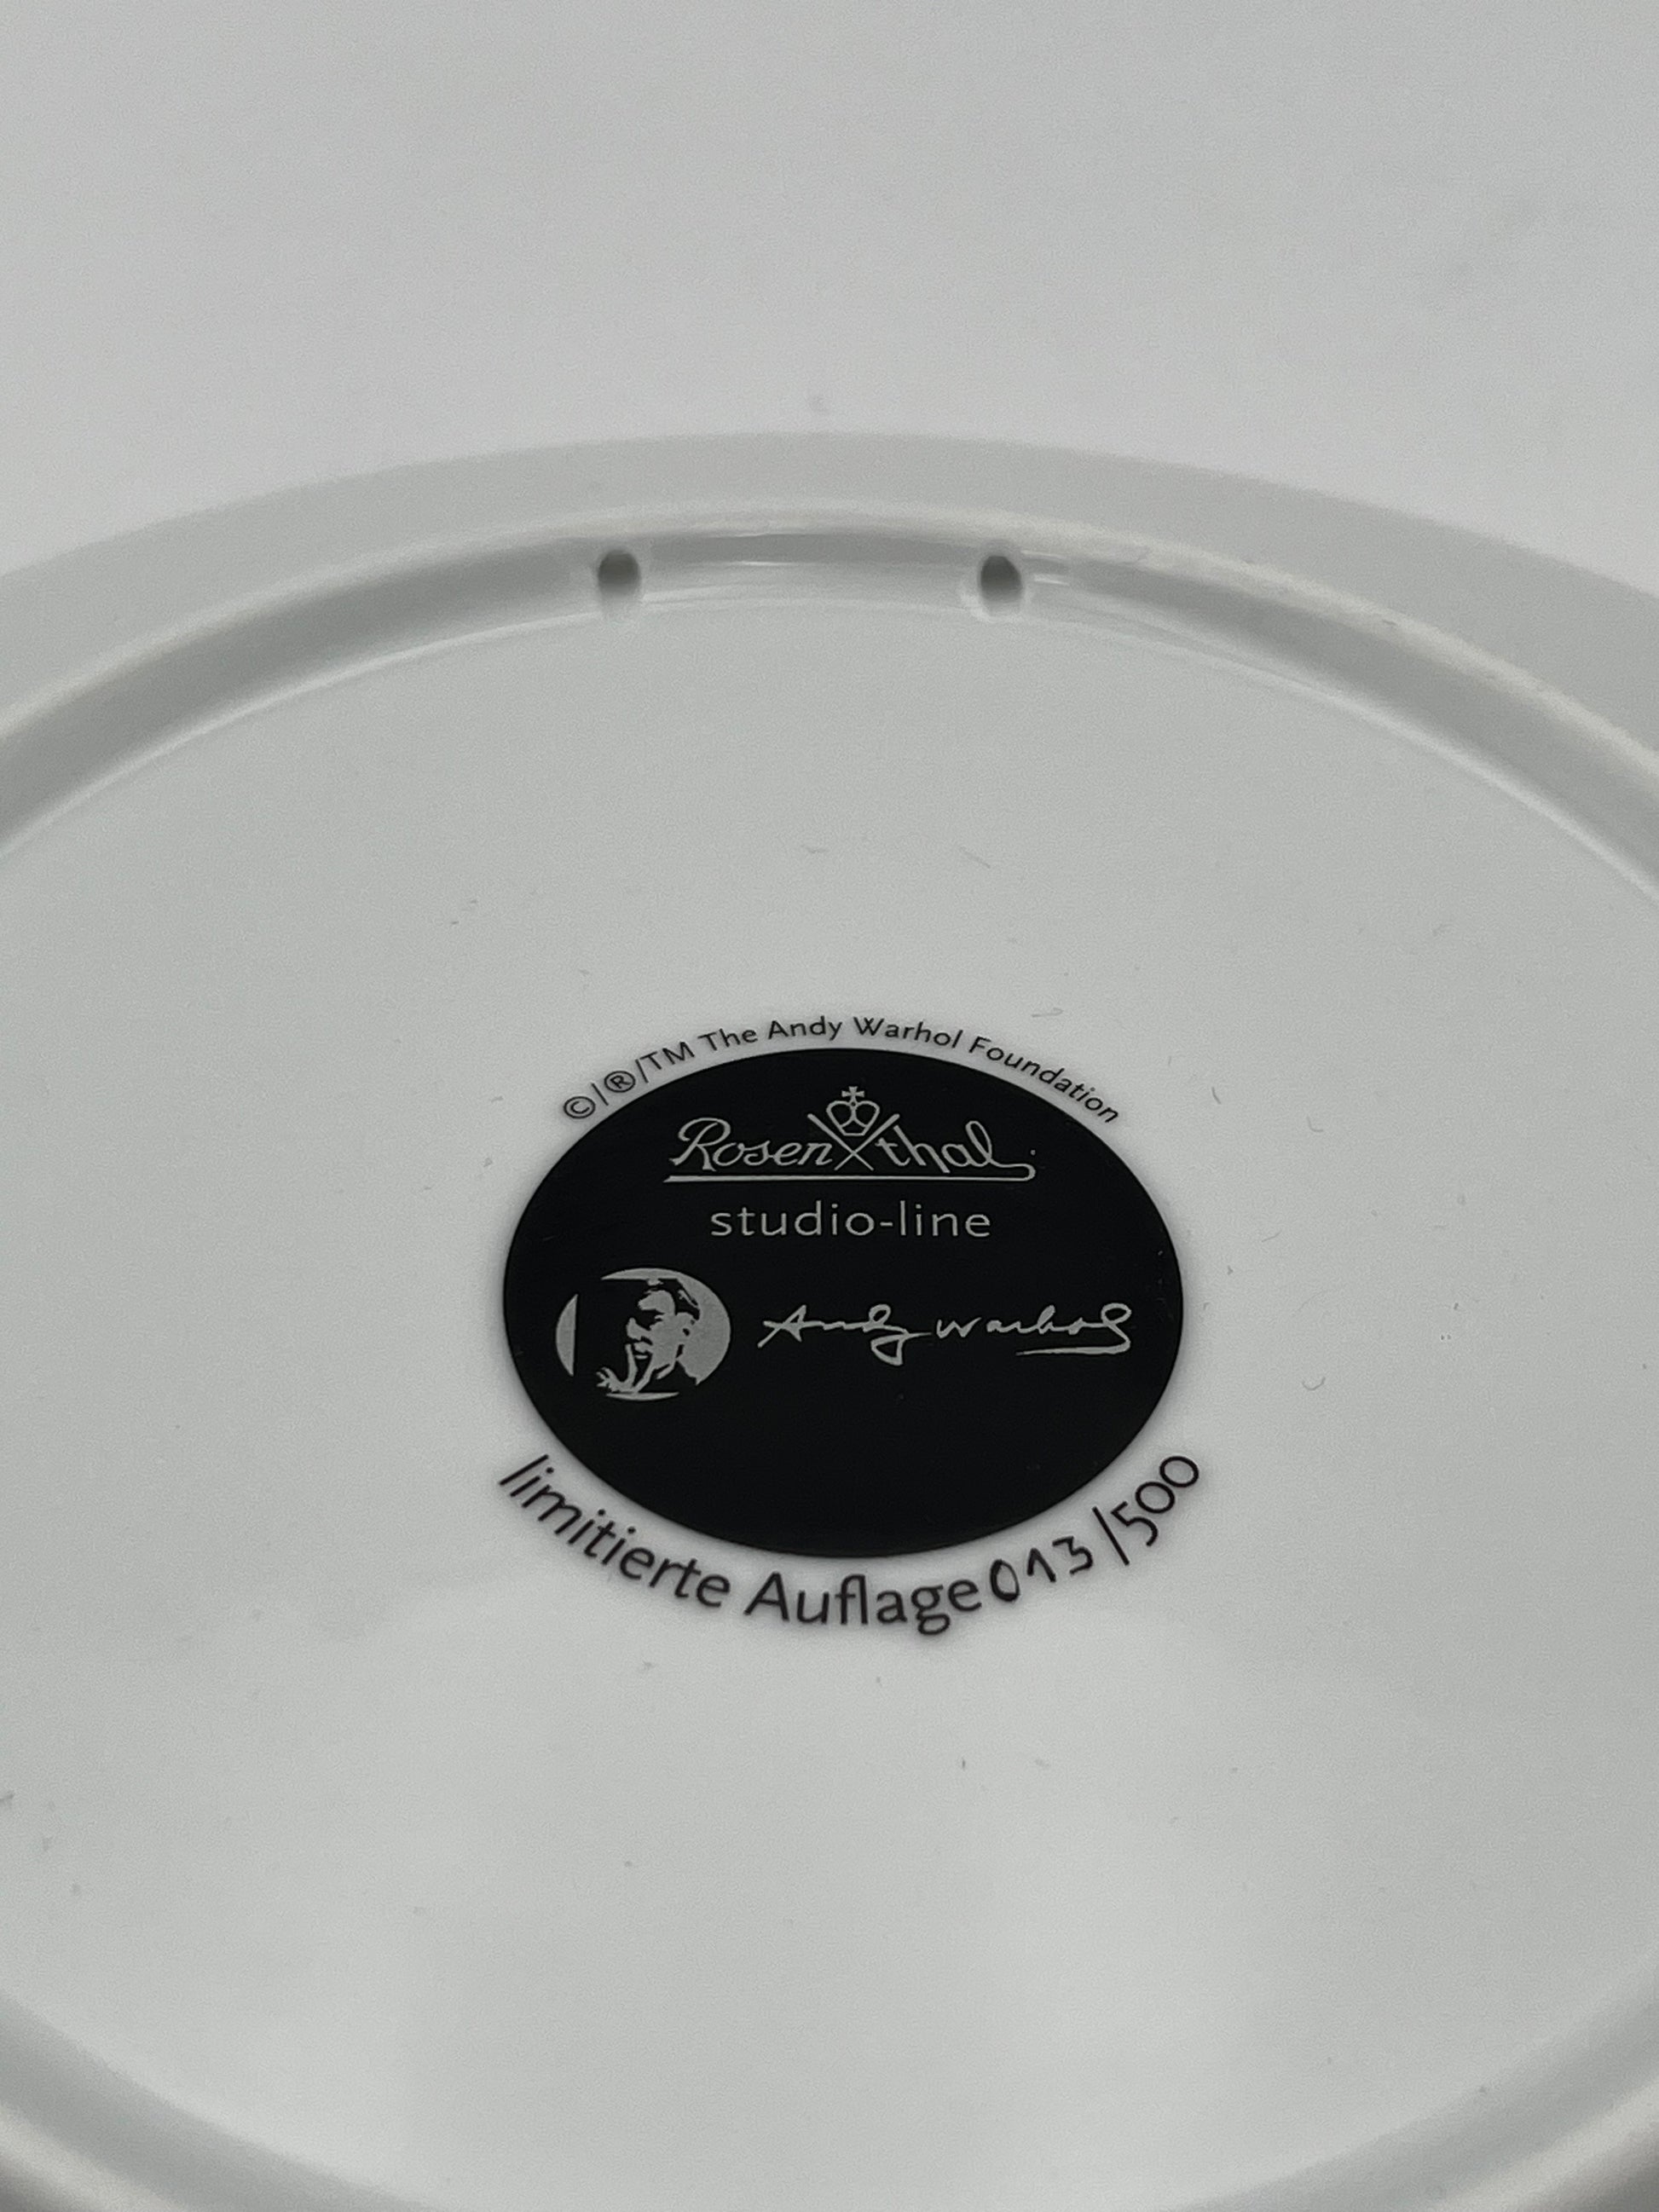 ©/®/TM The Andy Warhol Foundation
Rosenthal
studio-line
Andy Warhol
limitierte Auflage 013/500